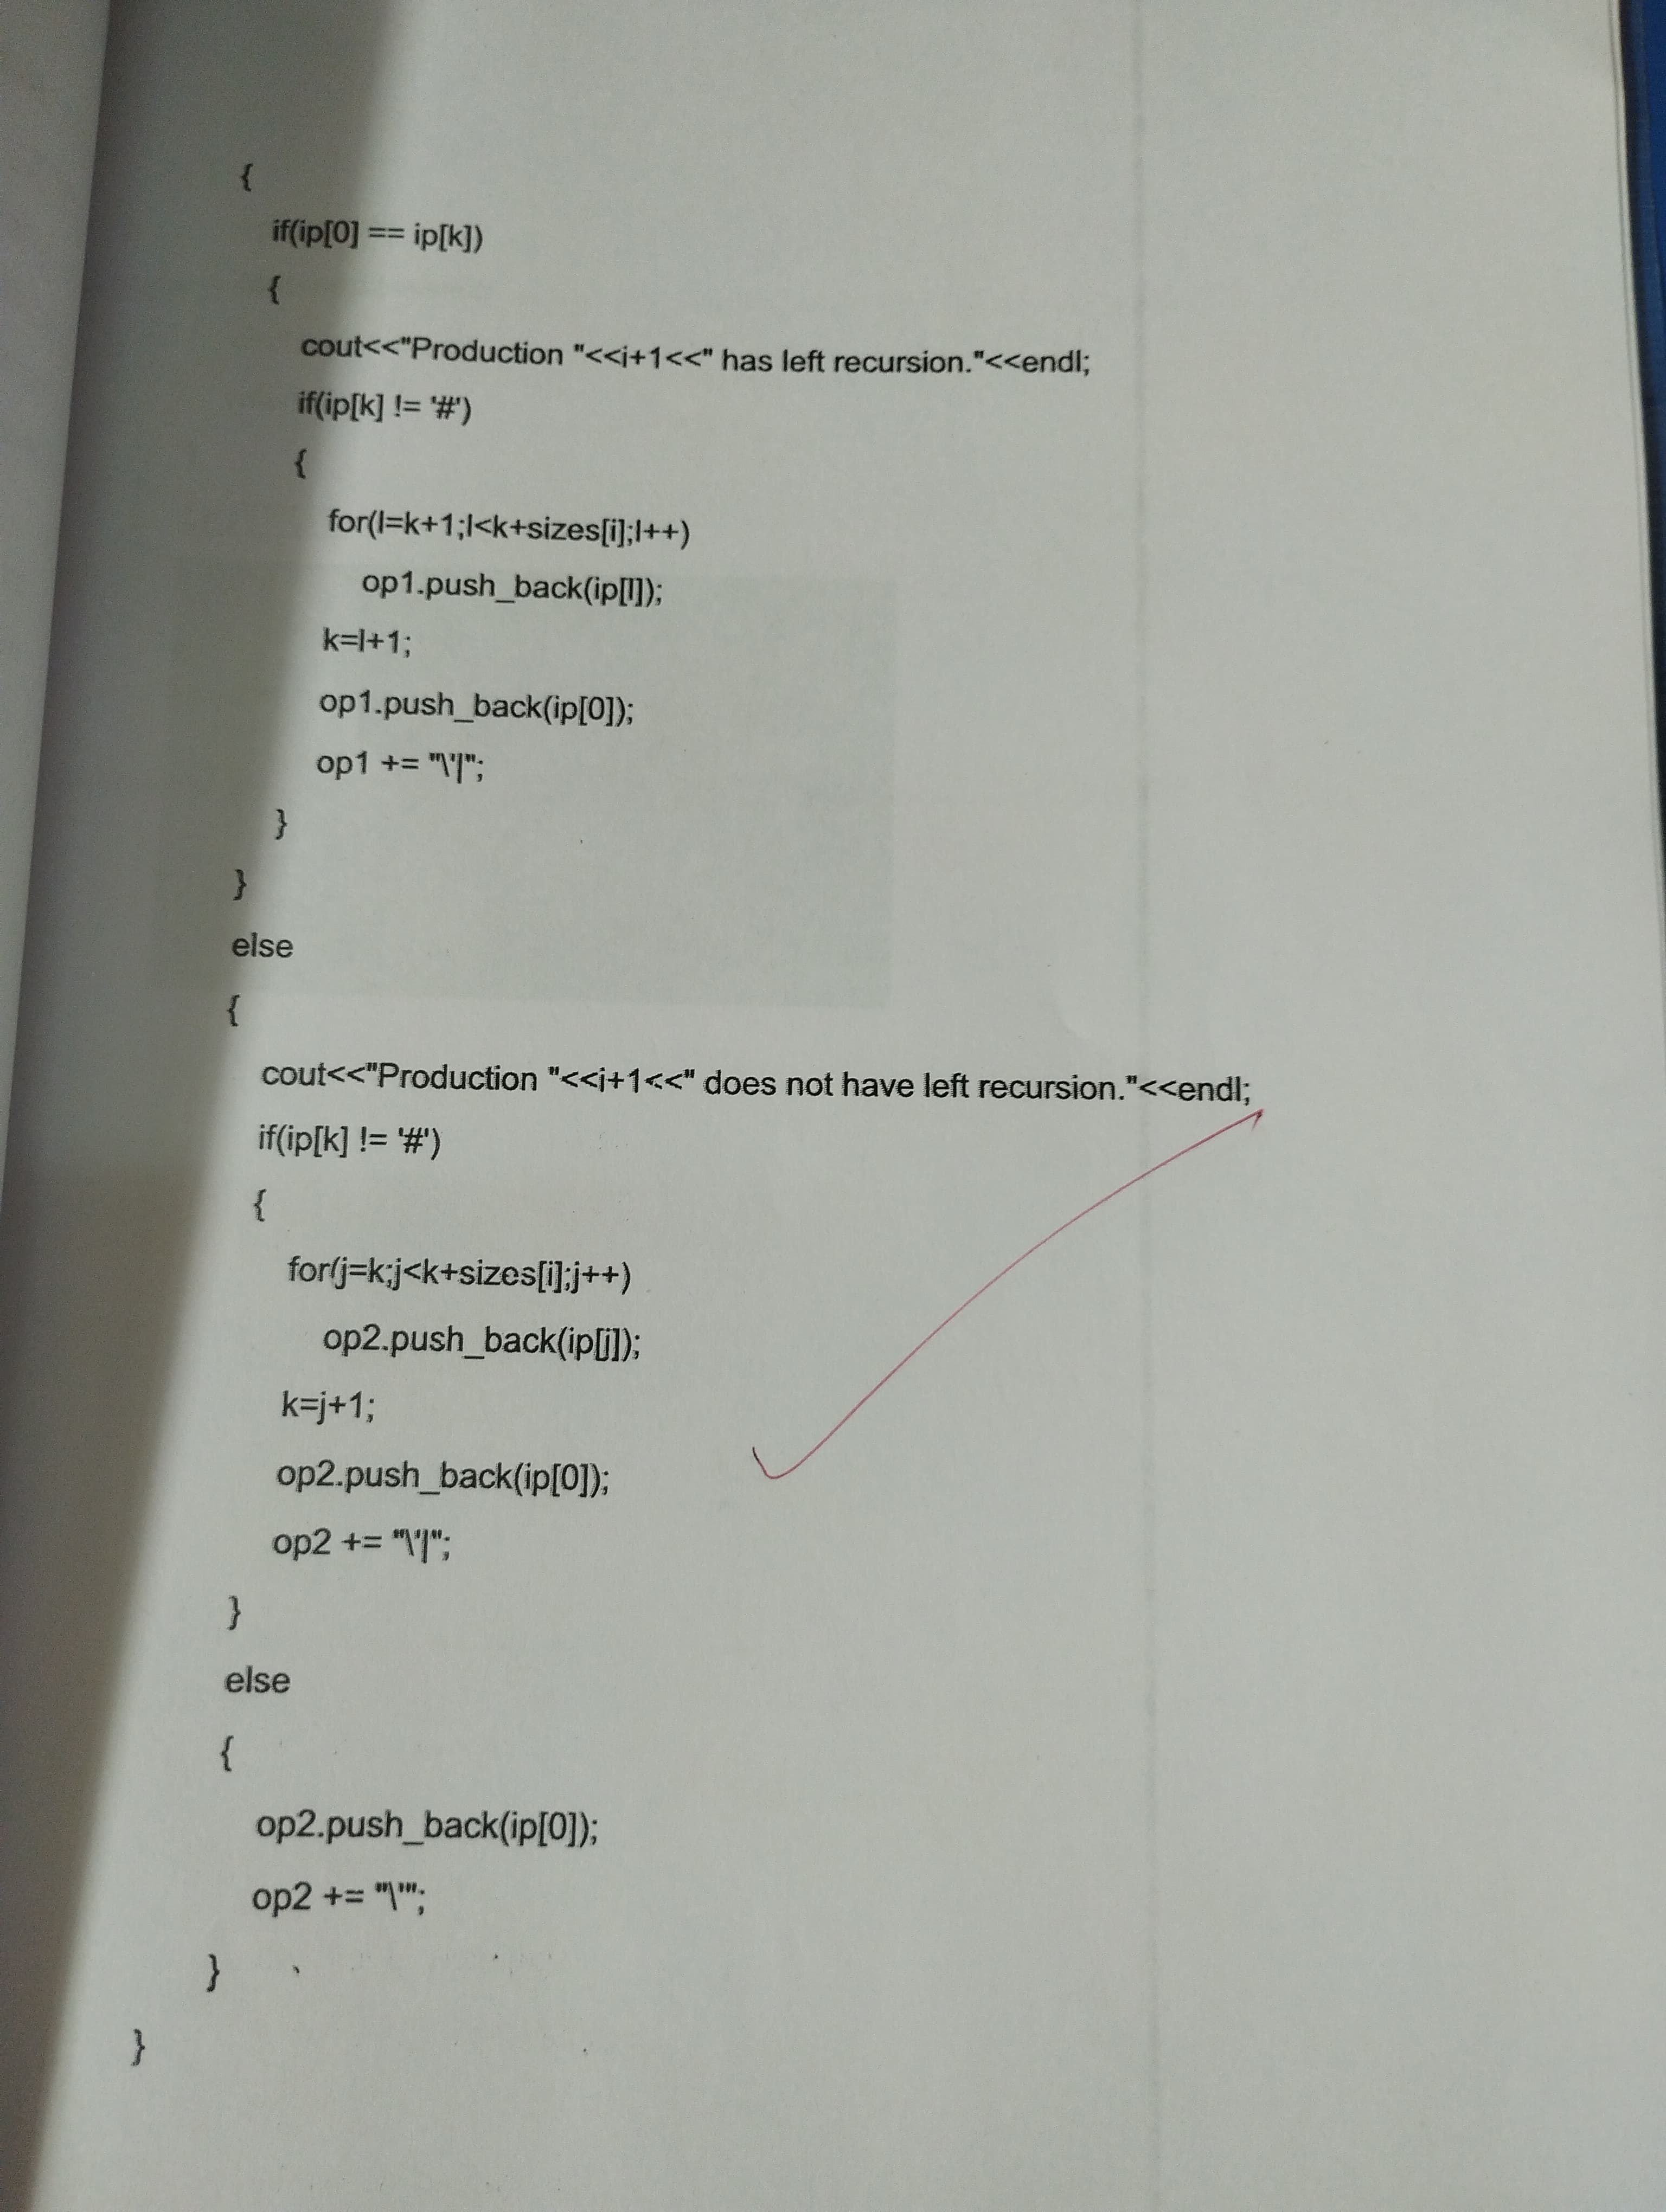 {
if(ip[0] == ip[k])
{
cout<<"Production "<<i+1<<" has left recursion."<<endl;
if(ip[k] != '#')
{
for(l=k+1;l<k+sizes[i];l++)
op1.push_back(ip[l]);
k=l+1;
op1.push_back(ip[0]);
op1 += "\'|";
}
}
else
{
cout<<"Production "<<i+1<<" does not have left recursion."<<endl;
if(ip[k] != '#')
{
for(j=k;j<k+sizes[i];j++)
op2.push_back(ip[j]);
k=j+1;
op2.push_back(ip[0]);
op2 += "\'|";
}
else
{
op2.push_back(ip[0]);
op2 += "\'";
}
}